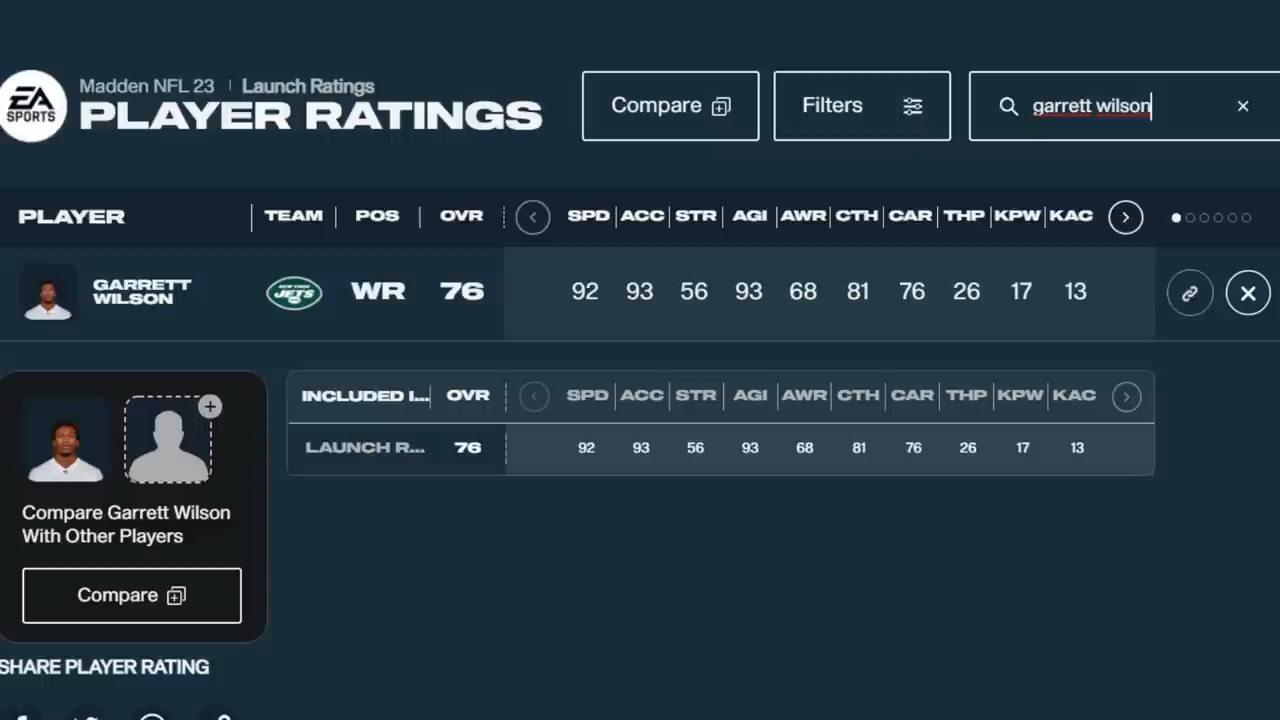 EA
SPORTS
Madden NFL 23 | Launch Ratings
PLAYER RATINGS
Compare
Filters
garrett wilson
PLAYER TEAM POS OVR SPD ACC STR AGI AWR CTH CAR THP KPW KAC
GARRETT
WILSON
NEW YORK
JETS
WR 76 92 93 56 93 68 81 76 26 17 13
INCLUDED I... OVR SPD ACC STR AGI AWR CTH CAR THP KPW KAC
LAUNCH R... 76 92 93 56 93 68 81 76 26 17 13
Compare Garrett Wilson
With Other Players
Compare
SHARE PLAYER RATING